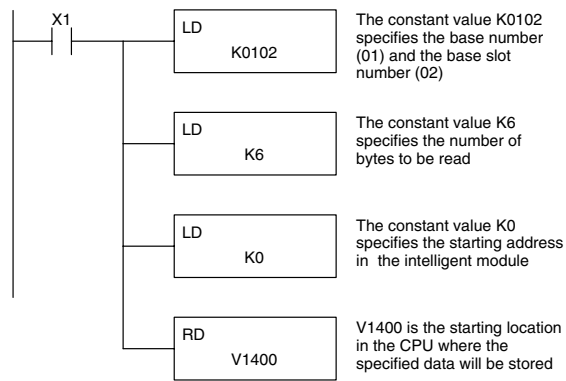 X1
LD
K0102
The constant value K0102
specifies the base number
(01) and the base slot
number (02)
LD
K6
The constant value K6
specifies the number of
bytes to be read
LD
K0
The constant value K0
specifies the starting address
in the intelligent module
RD
V1400
V1400 is the starting location
in the CPU where the
specified data will be stored